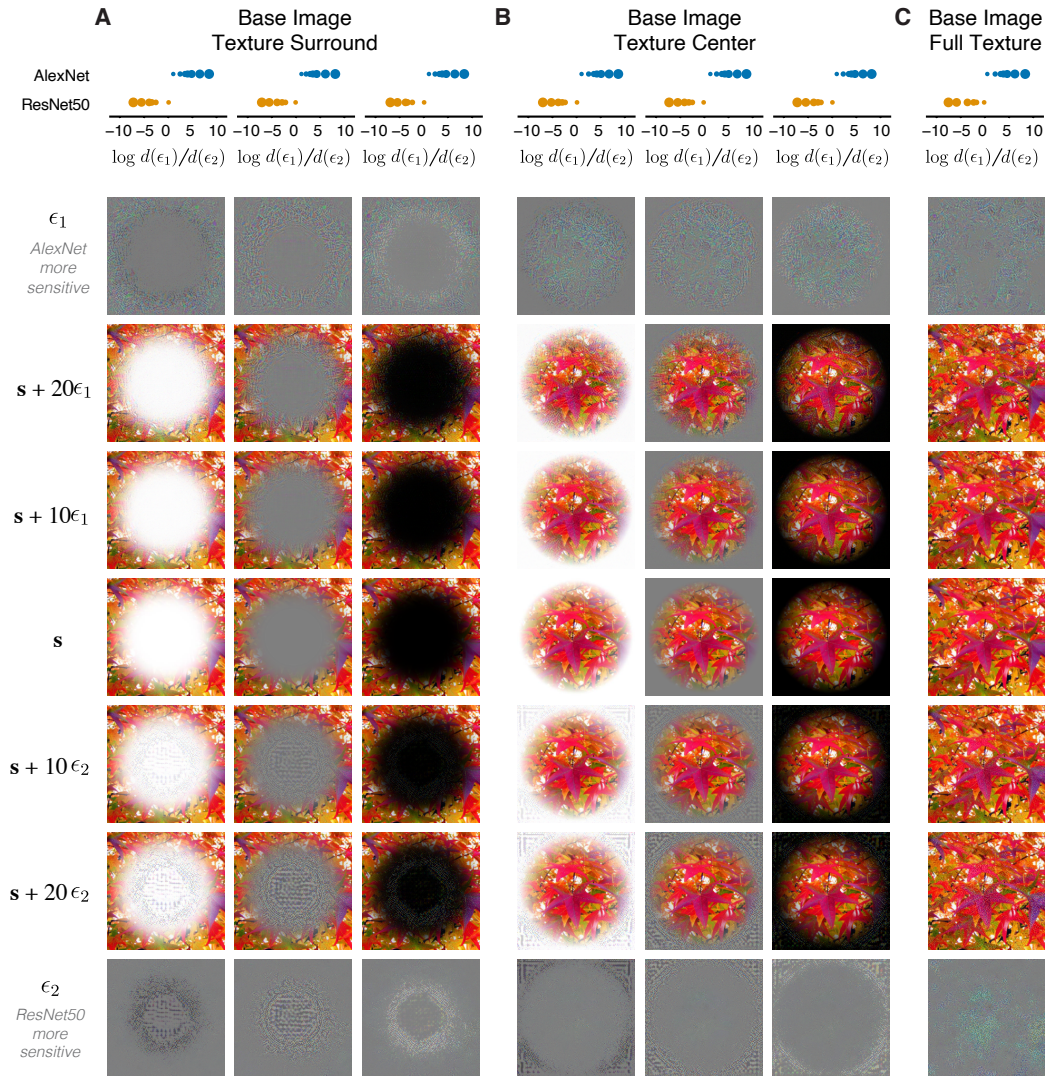 A
Base Image
Texture Surround
B
Base Image
Texture Center
C
Base Image
Full Texture
AlexNet
ResNet50
−10 −5 0 5 10 −10 −5 0 5 10 −10 −5 0 5 10 −10 −5 0 5 10 −10 −5 0 5 10 −10 −5 0 5 10 −10 −5 0 5 10
log d(ϵ₁)/d(ϵ₂) log d(ϵ₁)/d(ϵ₂) log d(ϵ₁)/d(ϵ₂) log d(ϵ₁)/d(ϵ₂) log d(ϵ₁)/d(ϵ₂) log d(ϵ₁)/d(ϵ₂) log d(ϵ₁)/d(ϵ₂)
ϵ₁
AlexNet
more
sensitive
s + 20ϵ₁
s + 10ϵ₁
s
s + 10 ϵ₂
s + 20 ϵ₂
ϵ₂
ResNet50
more
sensitive